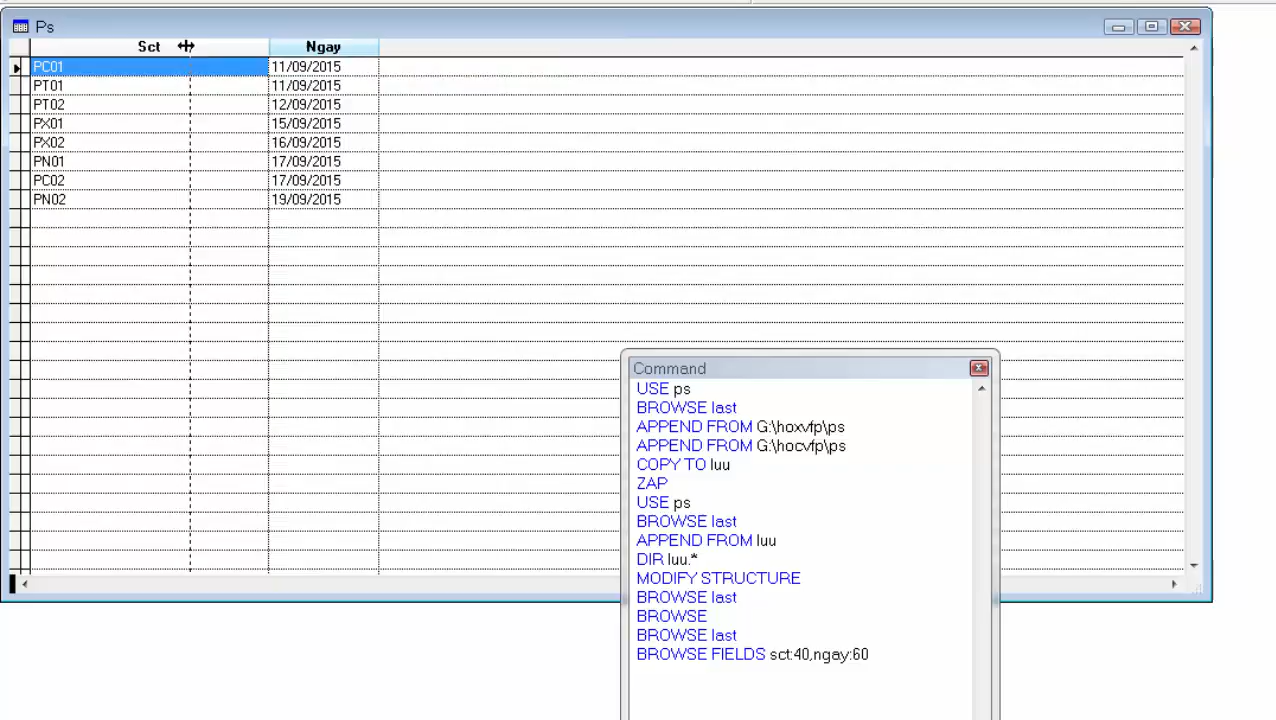 Ps
Sct Ngay
PC01 11/09/2015
PT01 11/09/2015
PT02 12/09/2015
PX01 15/09/2015
PX02 16/09/2015
PN01 17/09/2015
PC02 17/09/2015
PN02 19/09/2015
Command
USE ps
BROWSE last
APPEND FROM G:\hoxvfp\ps
APPEND FROM G:\hocvfp\ps
COPY TO luu
ZAP
USE ps
BROWSE last
APPEND FROM luu
DIR luu.*
MODIFY STRUCTURE
BROWSE last
BROWSE
BROWSE last
BROWSE FIELDS sct:40,ngay:60